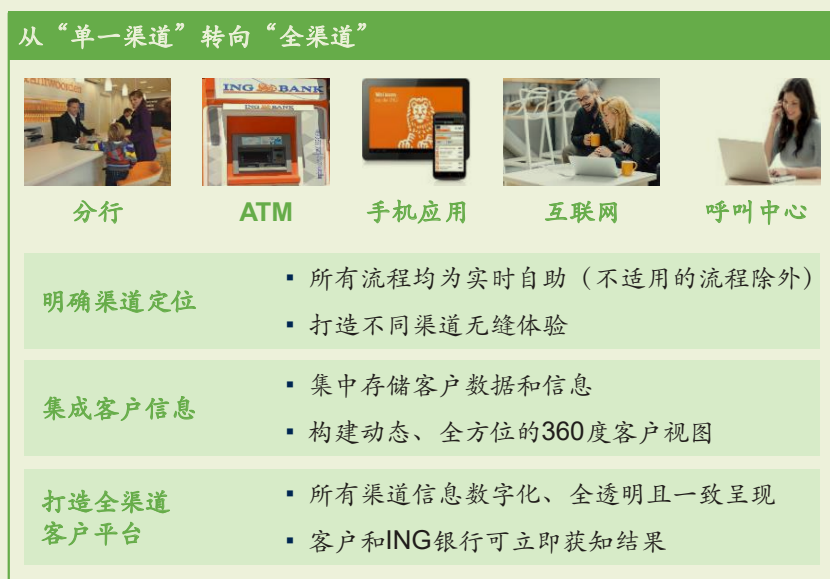 从“单一渠道”转向“全渠道”
ING BANK
分行
ATM
手机应用
互联网
呼叫中心
明确渠道定位
▪ 所有流程均为实时自助（不适用的流程除外）
▪ 打造不同渠道无缝体验
集成客户信息
▪ 集中存储客户数据和信息
▪ 构建动态、全方位的360度客户视图
打造全渠道
客户平台
▪ 所有渠道信息数字化、全透明且一致呈现
▪ 客户和ING银行可立即获知结果